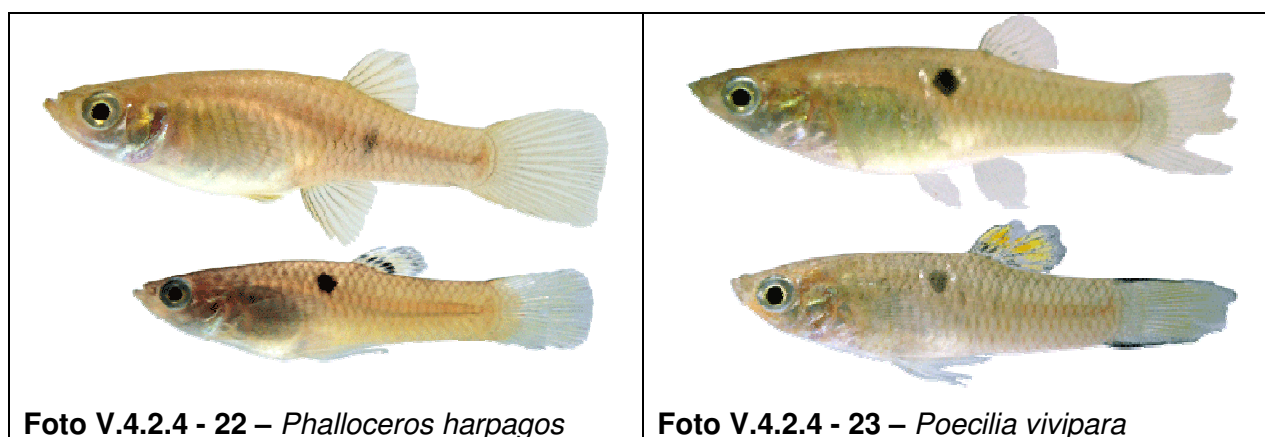 Foto V.4.2.4 - 22 – Phalloceros harpagos
Foto V.4.2.4 - 23 – Poecilia vivipara